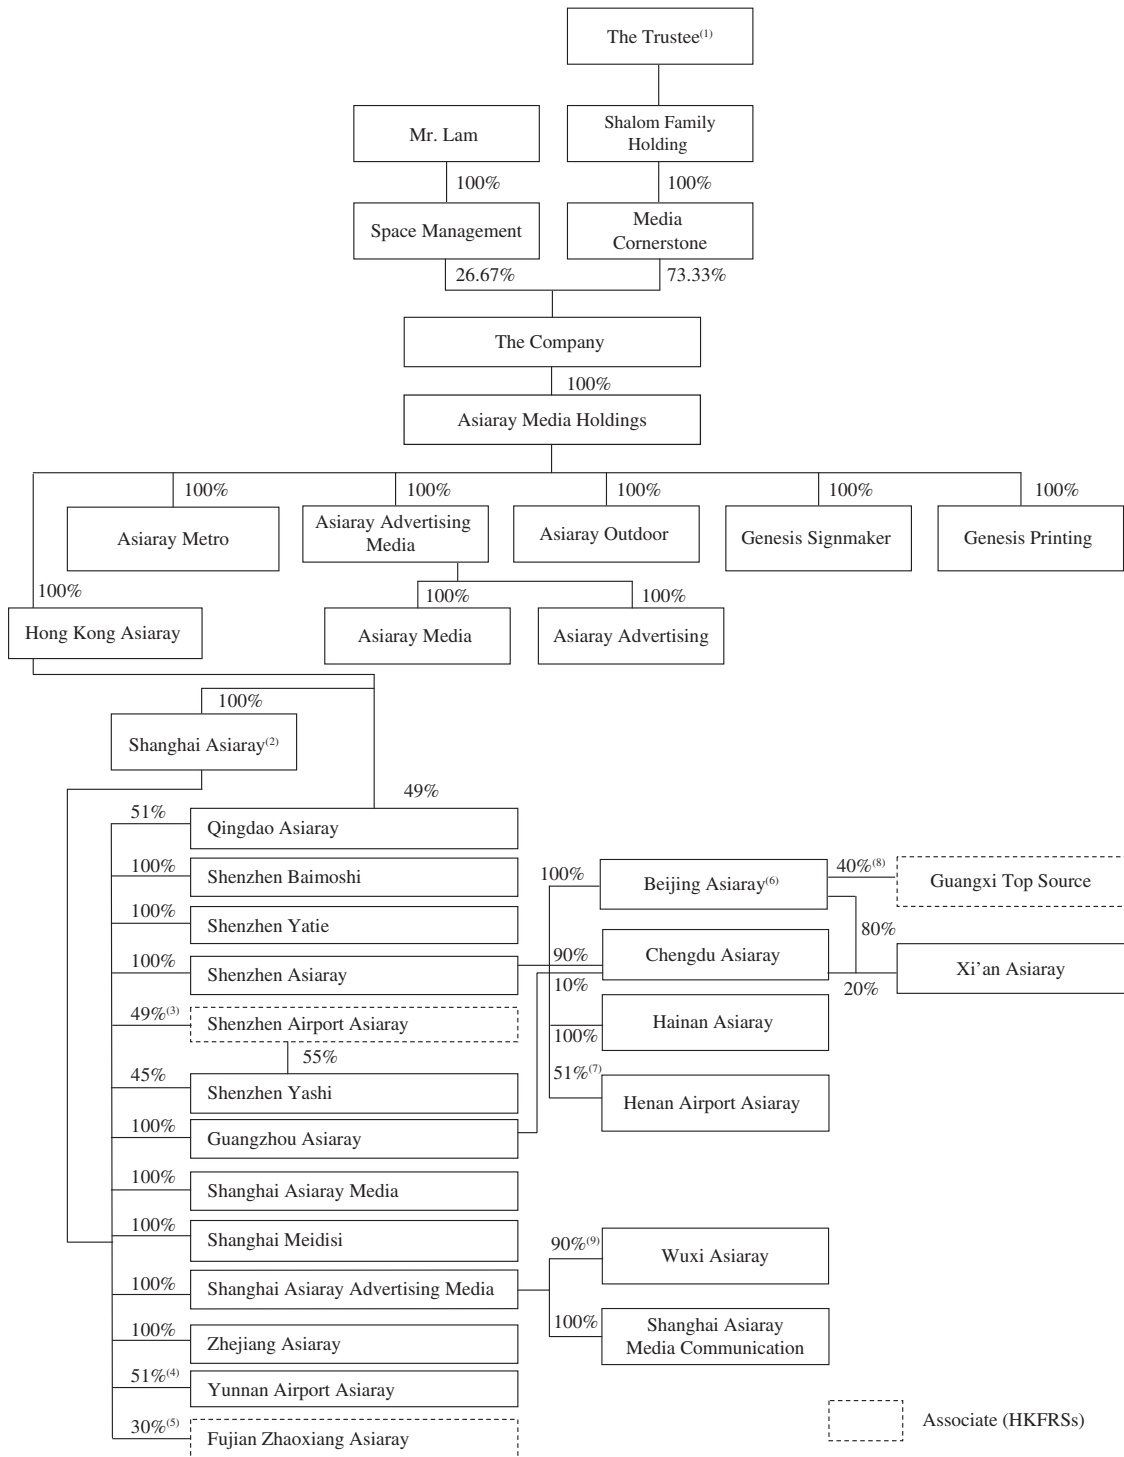 The Trustee(1)
Mr. Lam
Shalom Family
Holding
100%
100%
Space Management
Media
Cornerstone
26.67%
73.33%
The Company
100%
Asiaray Media Holdings
100%
100%
100%
100%
100%
Asiaray Metro
Asiaray Advertising
Media
Asiaray Outdoor
Genesis Signmaker
Genesis Printing
100%
100%
100%
Hong Kong Asiaray
Asiaray Media
Asiaray Advertising
100%
Shanghai Asiaray(2)
49%
51%
Qingdao Asiaray
100%
Shenzhen Baimoshi
100%
Beijing Asiaray(6)
40%(8)
Guangxi Top Source
100%
Shenzhen Yatie
80%
100%
Shenzhen Asiaray
90%
Chengdu Asiaray
10%
20%
Xi’an Asiaray
49%(3)
Shenzhen Airport Asiaray
Hainan Asiaray
100%
55%
45%
Shenzhen Yashi
51%(7)
Henan Airport Asiaray
100%
Guangzhou Asiaray
100%
Shanghai Asiaray Media
100%
Shanghai Meidisi
90%(9)
Wuxi Asiaray
100%
Shanghai Asiaray Advertising Media
100%
Shanghai Asiaray
Media Communication
100%
Zhejiang Asiaray
51%(4)
Yunnan Airport Asiaray
30%(5)
Fujian Zhaoxiang Asiaray
Associate (HKFRSs)